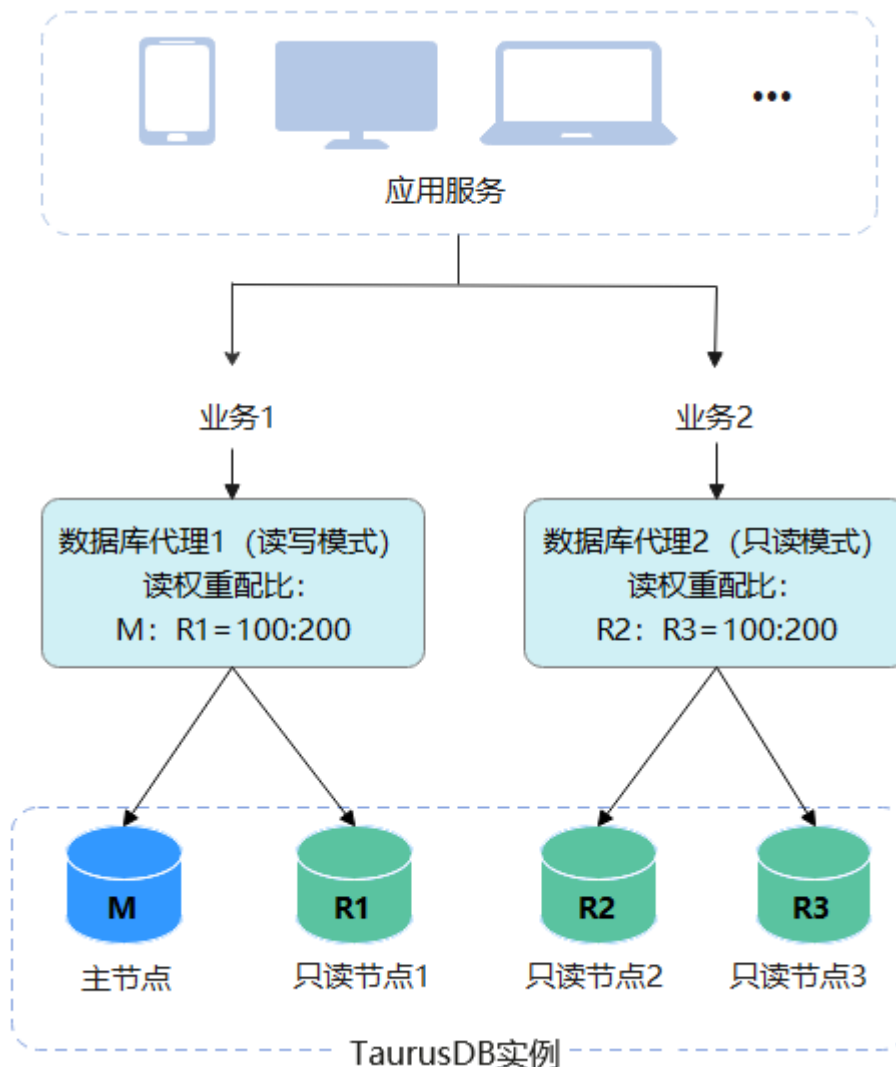 •••
应用服务
业务1
业务2
数据库代理1（读写模式）
读权重配比：
M：R1=100:200
数据库代理2（只读模式）
读权重配比：
R2：R3=100:200
M
R1
R2
R3
主节点
只读节点1
只读节点2
只读节点3
TaurusDB实例